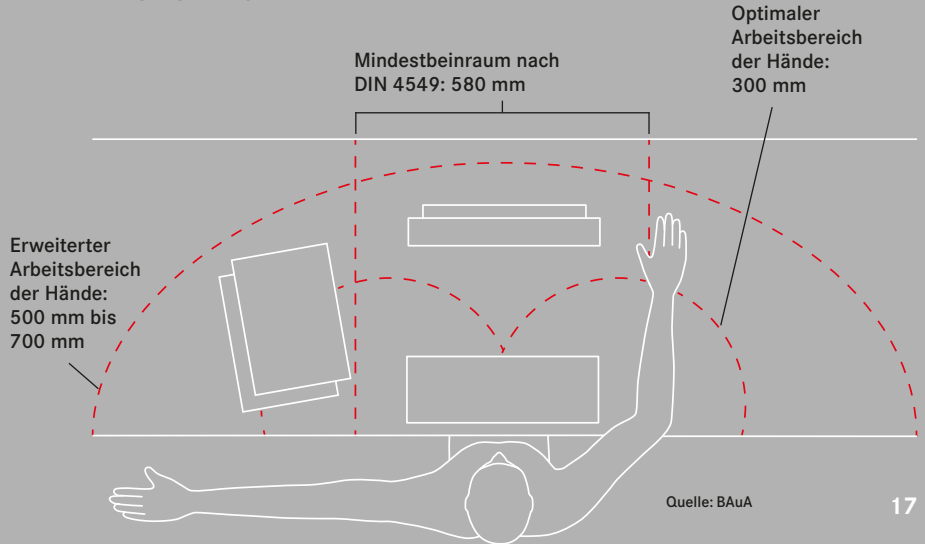 Optimaler
Arbeitsbereich
der Hände:
300 mm
Mindestbeinraum nach
DIN 4549: 580 mm
Erweiterter
Arbeitsbereich
der Hände:
500 mm bis
700 mm
Quelle: BAuA
17